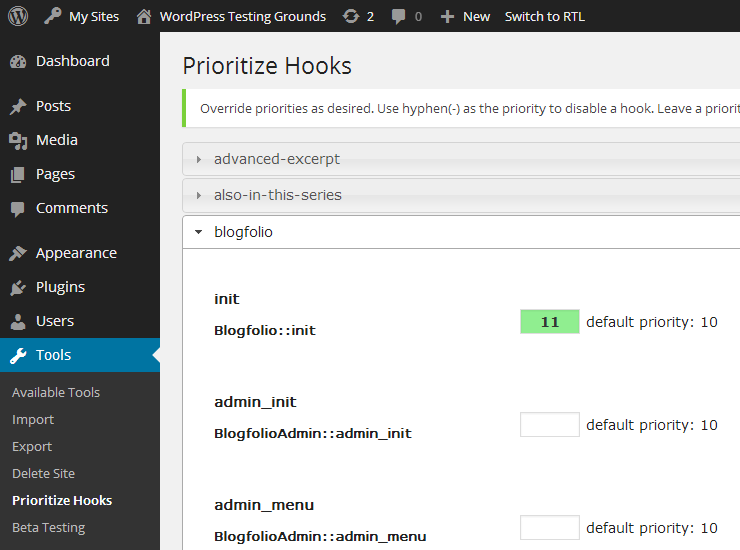 My Sites WordPress Testing Grounds 2 0 New Switch to RTL
Dashboard
Posts
Media
Pages
Comments
Appearance
Plugins
Users
Tools
Available Tools
Import
Export
Delete Site
Prioritize Hooks
Beta Testing
Prioritize Hooks
Override priorities as desired. Use hyphen(-) as the priority to disable a hook. Leave a priorit
advanced-excerpt
also-in-this-series
blogfolio
init
Blogfolio::init
11 default priority: 10
admin_init
BlogfolioAdmin::admin_init
default priority: 10
admin_menu
BlogfolioAdmin::admin_menu
default priority: 10